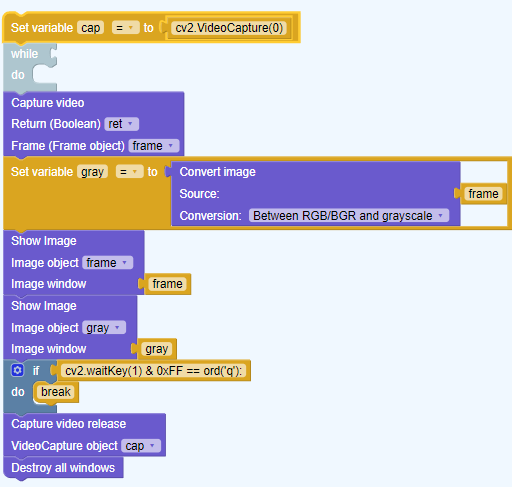 Set variable cap = to cv2.VideoCapture(0)
while
do
Capture video
Return (Boolean) ret
Frame (Frame object) frame
Set variable gray = to Convert image
Source: frame
Conversion: Between RGB/BGR and grayscale
Show Image
Image object frame
Image window frame
Show Image
Image object gray
Image window gray
if cv2.waitKey(1) & 0xFF == ord('q'):
do break
Capture video release
VideoCapture object cap
Destroy all windows